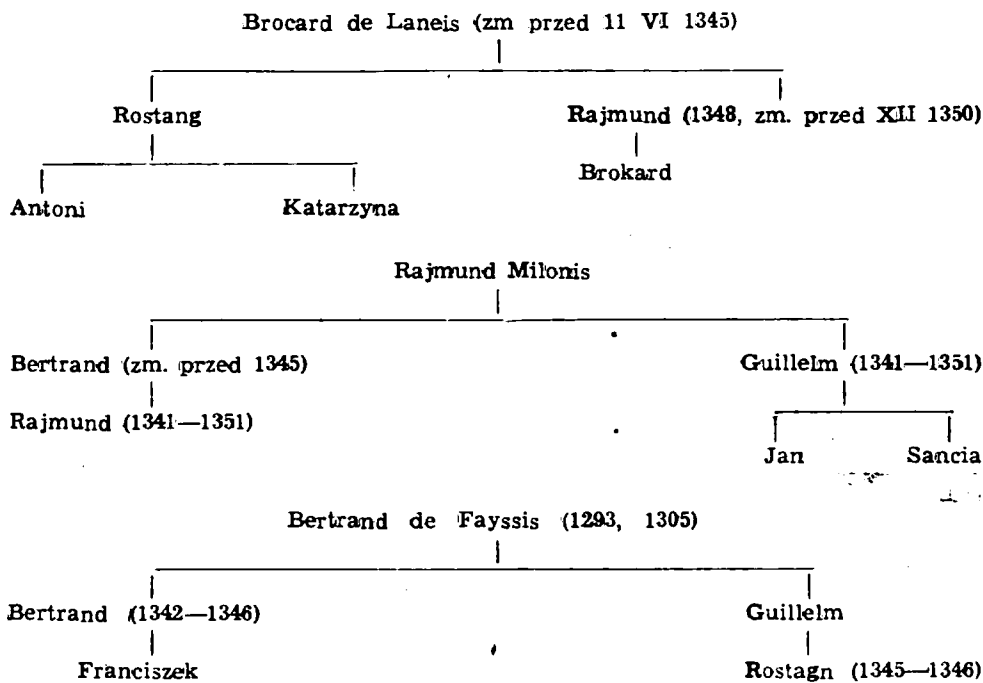 Brocard de Laneis (zm przed 11 VI 1345)
Rostang Rajmund (1348, zm. przed XII 1350)
Brokard
Antoni Katarzyna
Rajmund Milonis
Bertrand (zm. przed 1345) Guillelm (1341—1351)
Rajmund (1341—1351)
Jan Sancia
Bertrand de Fayssis (1293, 1305)
Bertrand (1342—1346) Guillelm
Franciszek Rostagn (1345—1346)